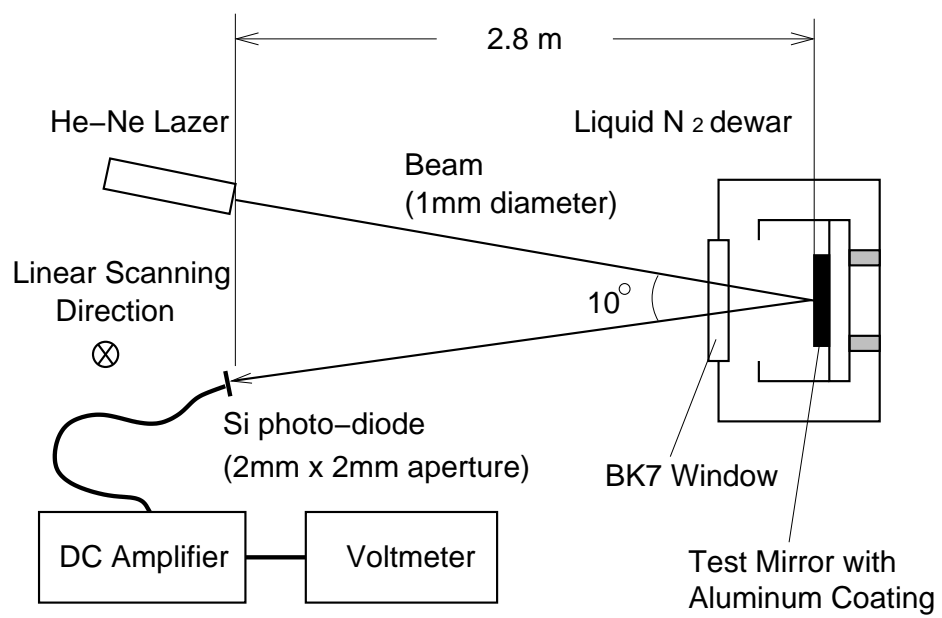 2.8 m
He−Ne Lazer
Liquid N 2 dewar
Beam
(1mm diameter)
Linear Scanning
Direction
10°
Si photo−diode
(2mm x 2mm aperture)
BK7 Window
DC Amplifier
Voltmeter
Test Mirror with
Aluminum Coating